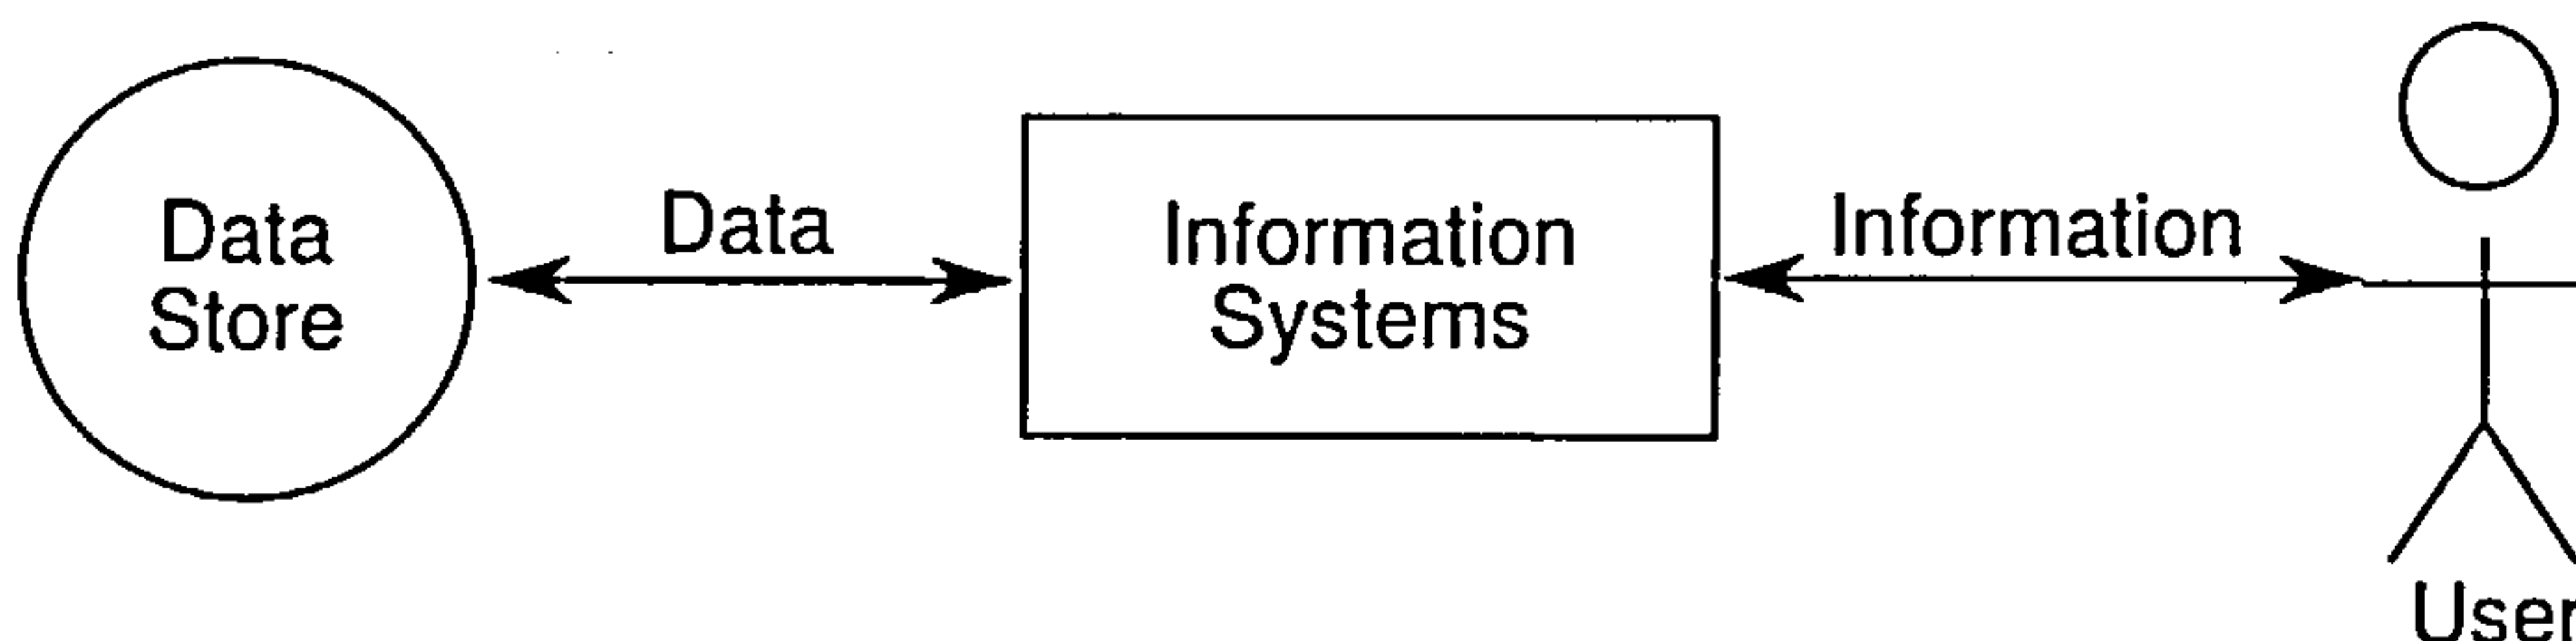 Data
Store
Data
Information
Systems
Information
User